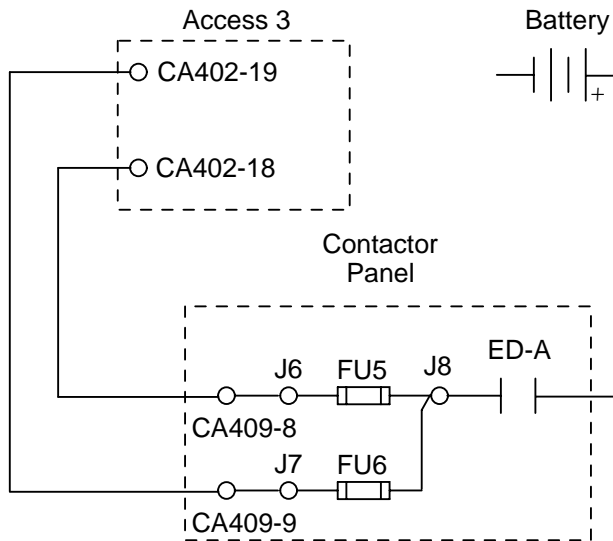 Access 3
Battery
CA402-19
+
CA402-18
Contactor
Panel
J6 FU5 J8 ED-A
CA409-8
J7 FU6
CA409-9